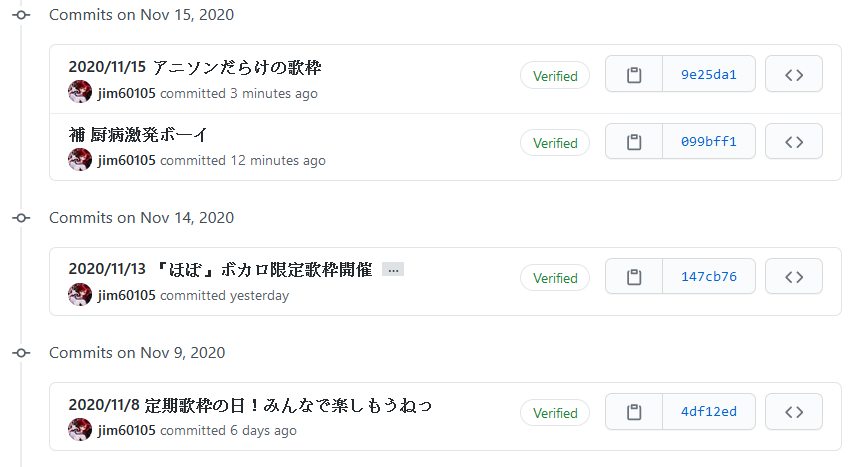 Commits on Nov 15, 2020
2020/11/15 アニソンだらけの歌枠
Verified
9e25da1
jim60105 committed 3 minutes ago
補 厨病激発ボーイ
Verified
099bff1
jim60105 committed 12 minutes ago
Commits on Nov 14, 2020
2020/11/13 『ほぼ』ボカロ限定歌枠開催 …
Verified
147cb76
jim60105 committed yesterday
Commits on Nov 9, 2020
2020/11/8 定期歌枠の日！みんなで楽しもうねっ
Verified
4df12ed
jim60105 committed 6 days ago